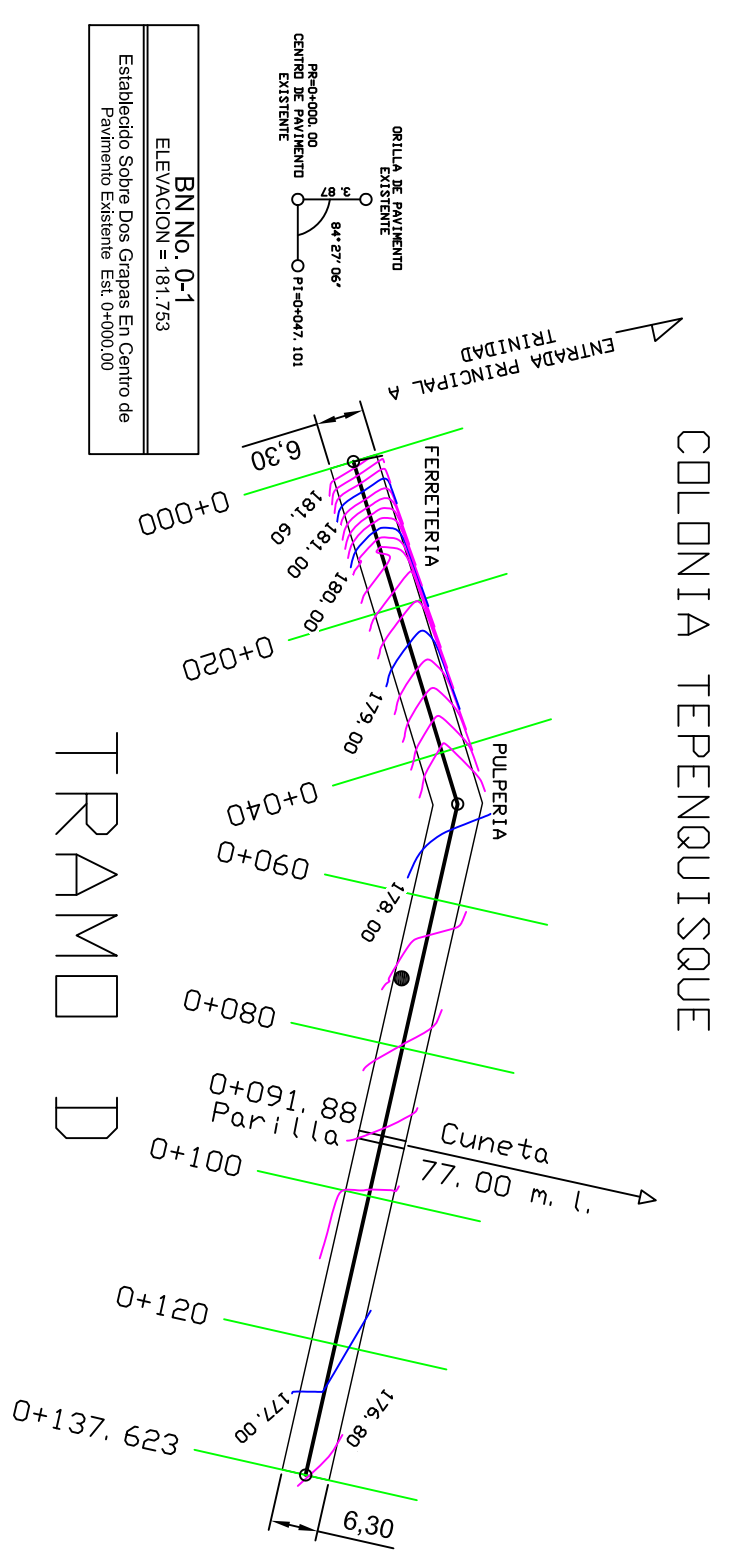 BN No. 0-1
ELEVACION = 181.753
Establecido Sobre Dos Grapas En Centro de
Pavimento Existente Est. 0+000.00
PR=0+000.00
CENTRO DE PAVIMENTO
EXISTENTE
ORILLA DE PAVIMENTO
EXISTENTE
3.87
84°27'06"
PI=0+047.101
ENTRADA PRINCIPAL A
TRINIDAD
COLONIA TEPENQUISQUE
6,30
FERRETERIA
0+000
181.60
181.00
180.00
0+020
179.00
0+040
PULPERIA
0+060
178.00
0+080
0+091.88
Parilla
Cuneta
77.00 m. l.
0+100
0+120
177.00
176.80
0+137.623
6,30
TRAMO D